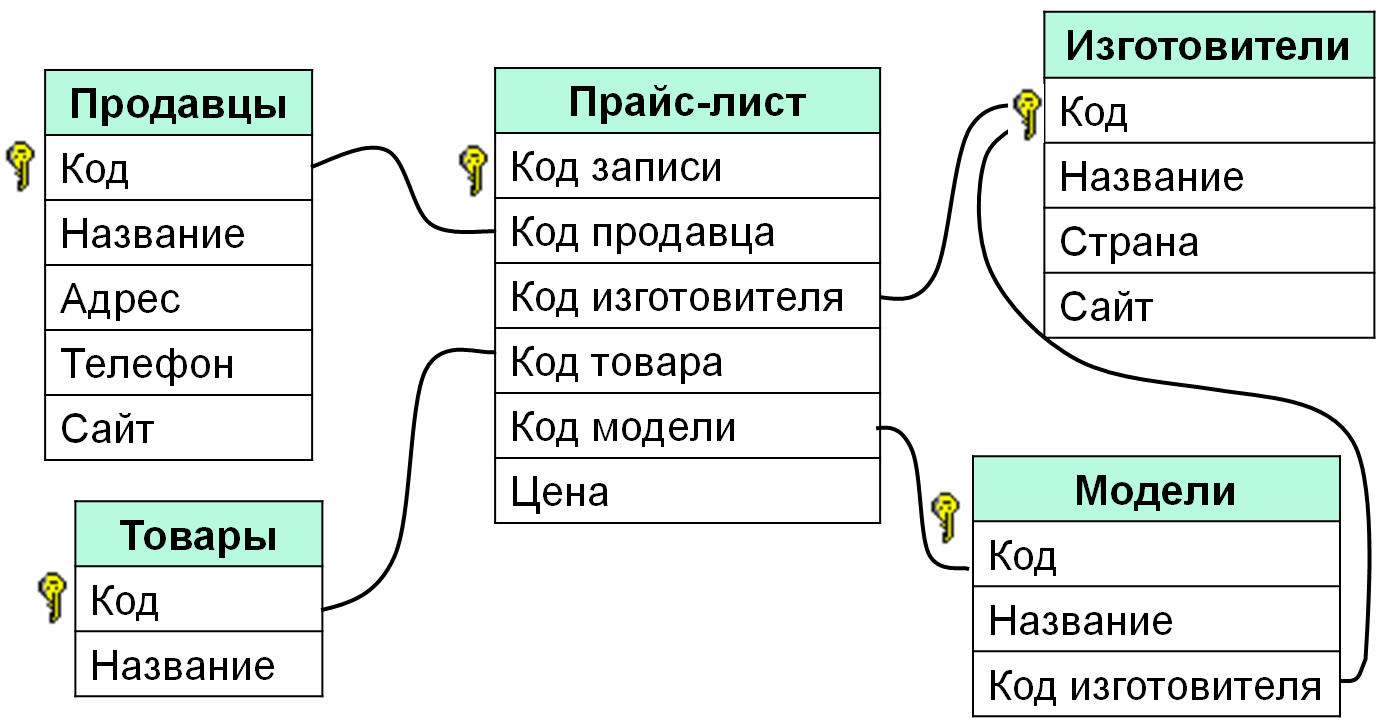 Продавцы
Код
Название
Адрес
Телефон
Сайт
Товары
Код
Название
Прайс-лист
Код записи
Код продавца
Код изготовителя
Код товара
Код модели
Цена
Изготовители
Код
Название
Страна
Сайт
Модели
Код
Название
Код изготовителя